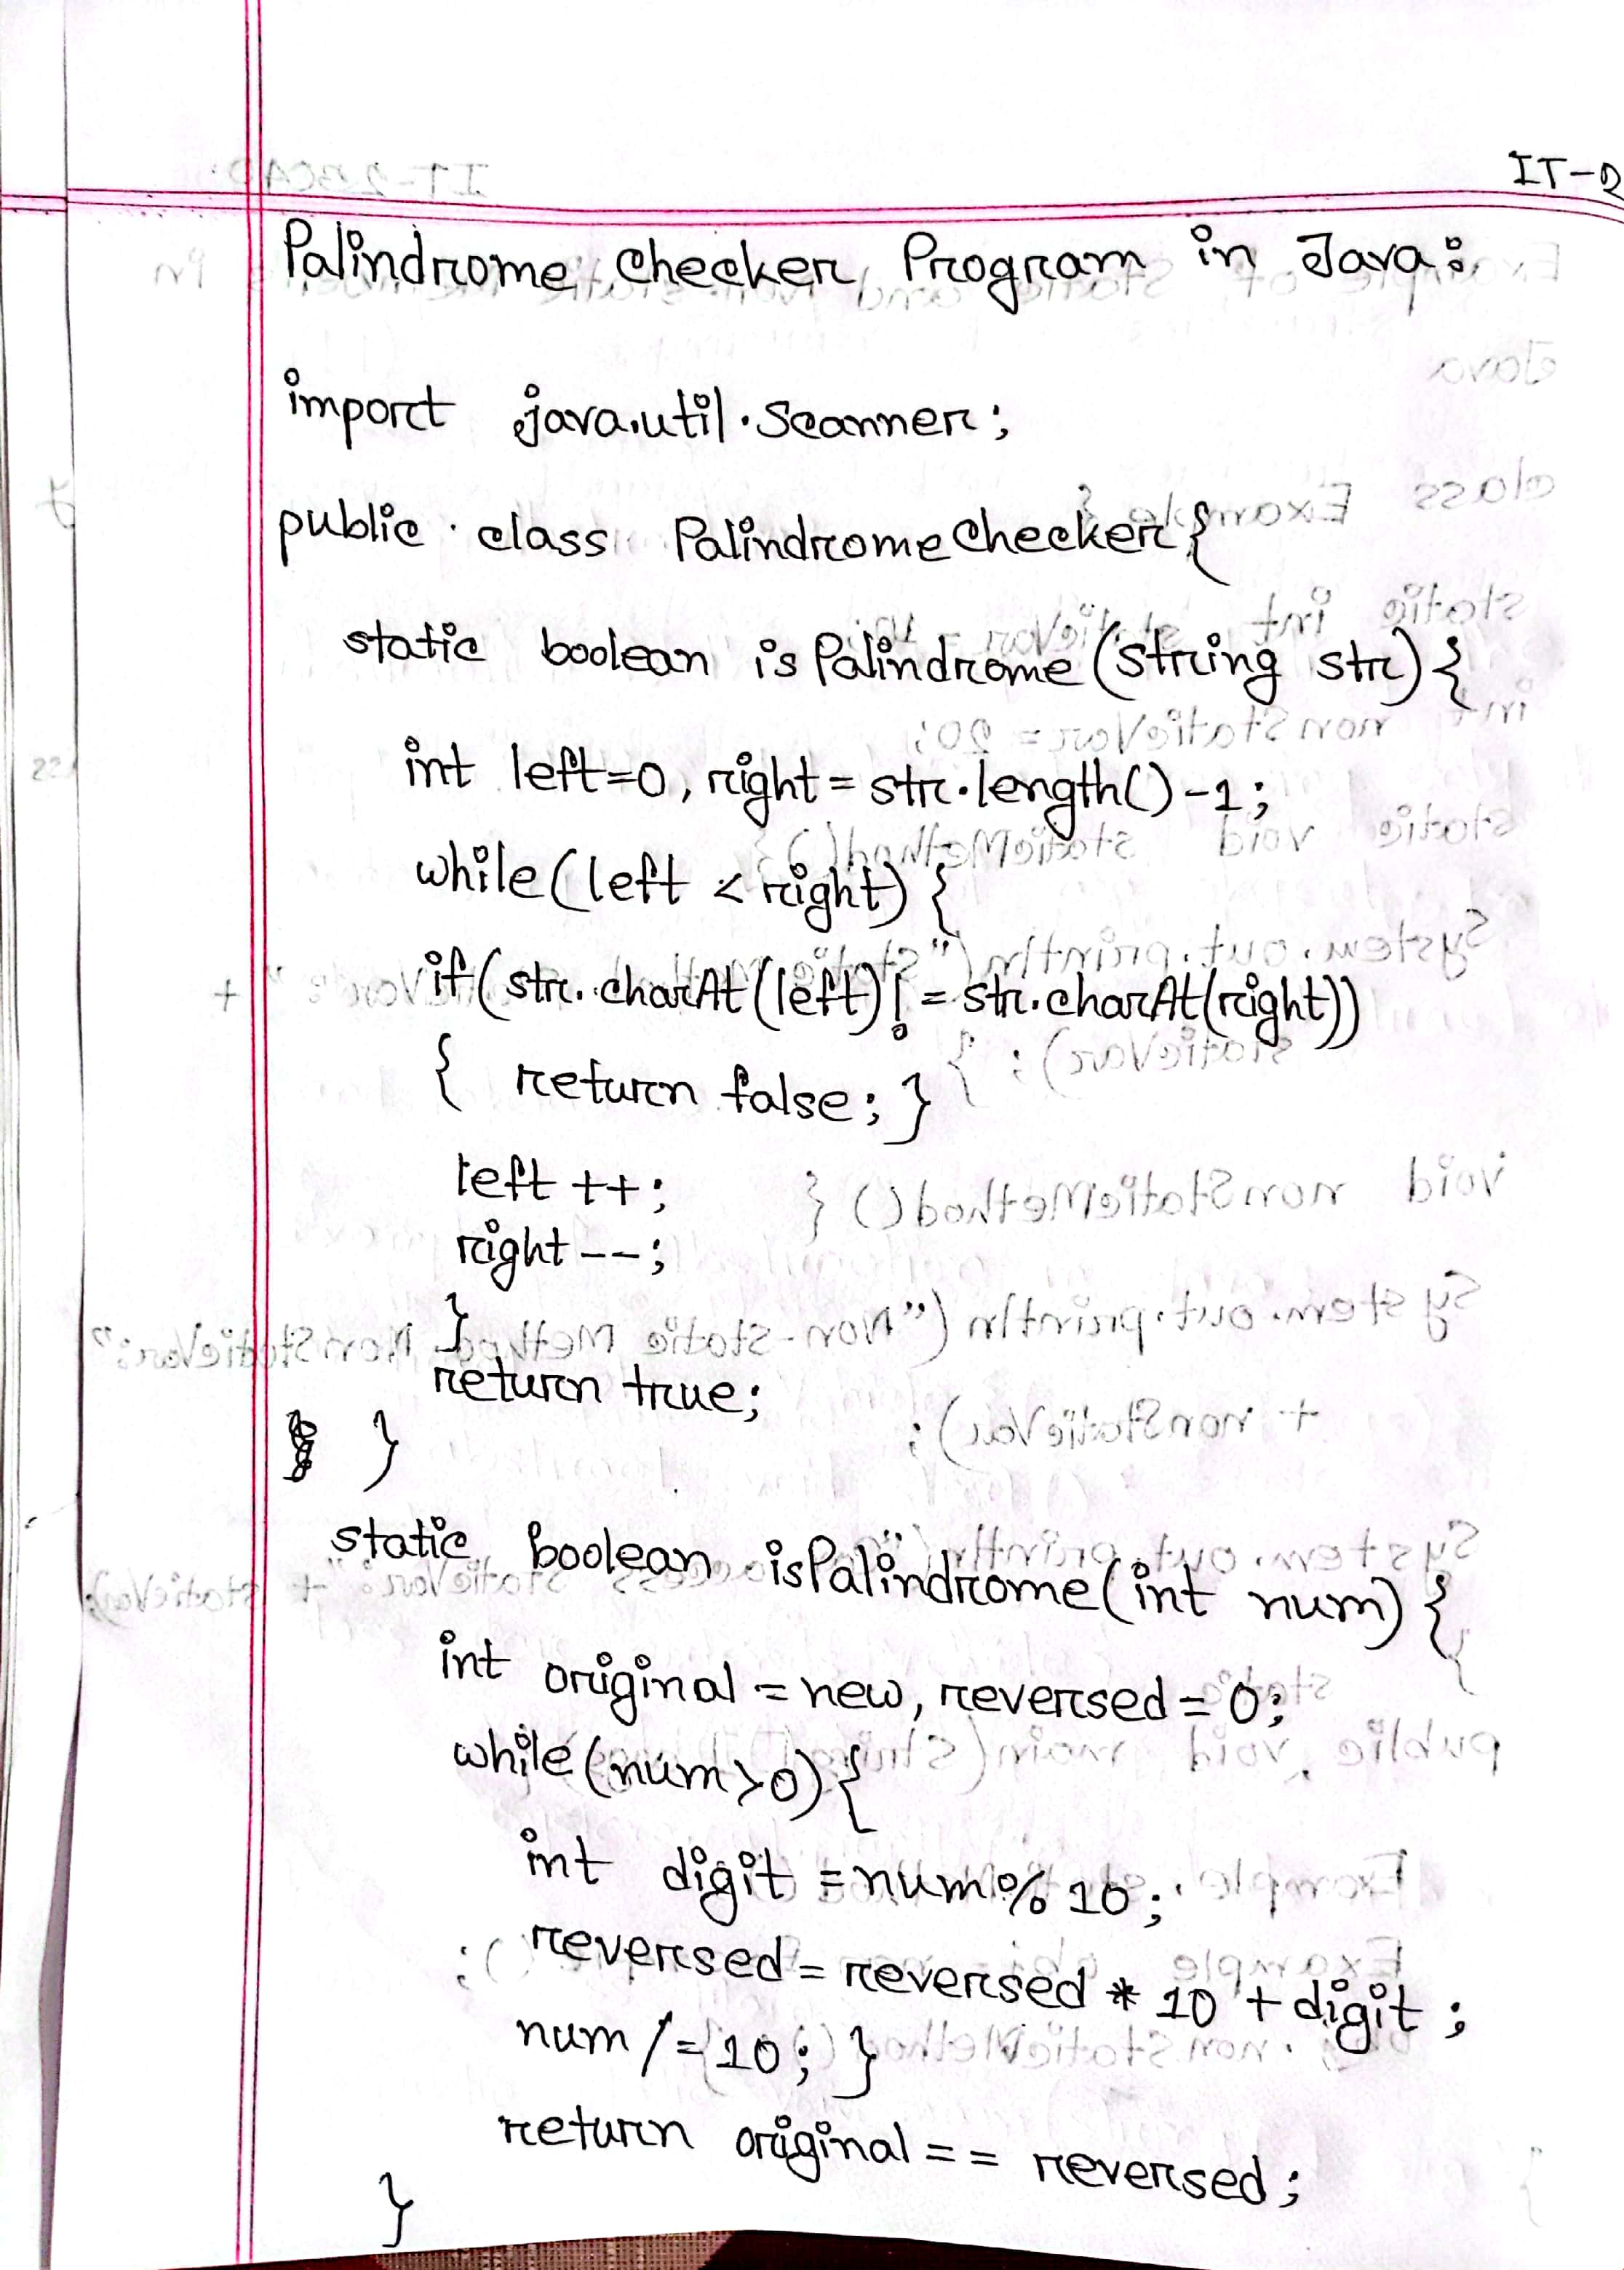 IT-2
Palindrome Checker Program in Java:
import java.util.Scanner;
public class PalindromeChecker{
static boolean isPalindrome(string str){
int left=0, right = str.length()-1;
while(left < right) {
if(str.charAt(left)! = str.charAt(right))
{ return false; }
left ++;
right --;
}
return true;
}
static boolean isPalindrome(int num) {
int original = new, reversed = 0;
while(num>0){
int digit = num % 10;
reversed = reversed * 10 + digit ;
num /= 10; }
return original == reversed;
}